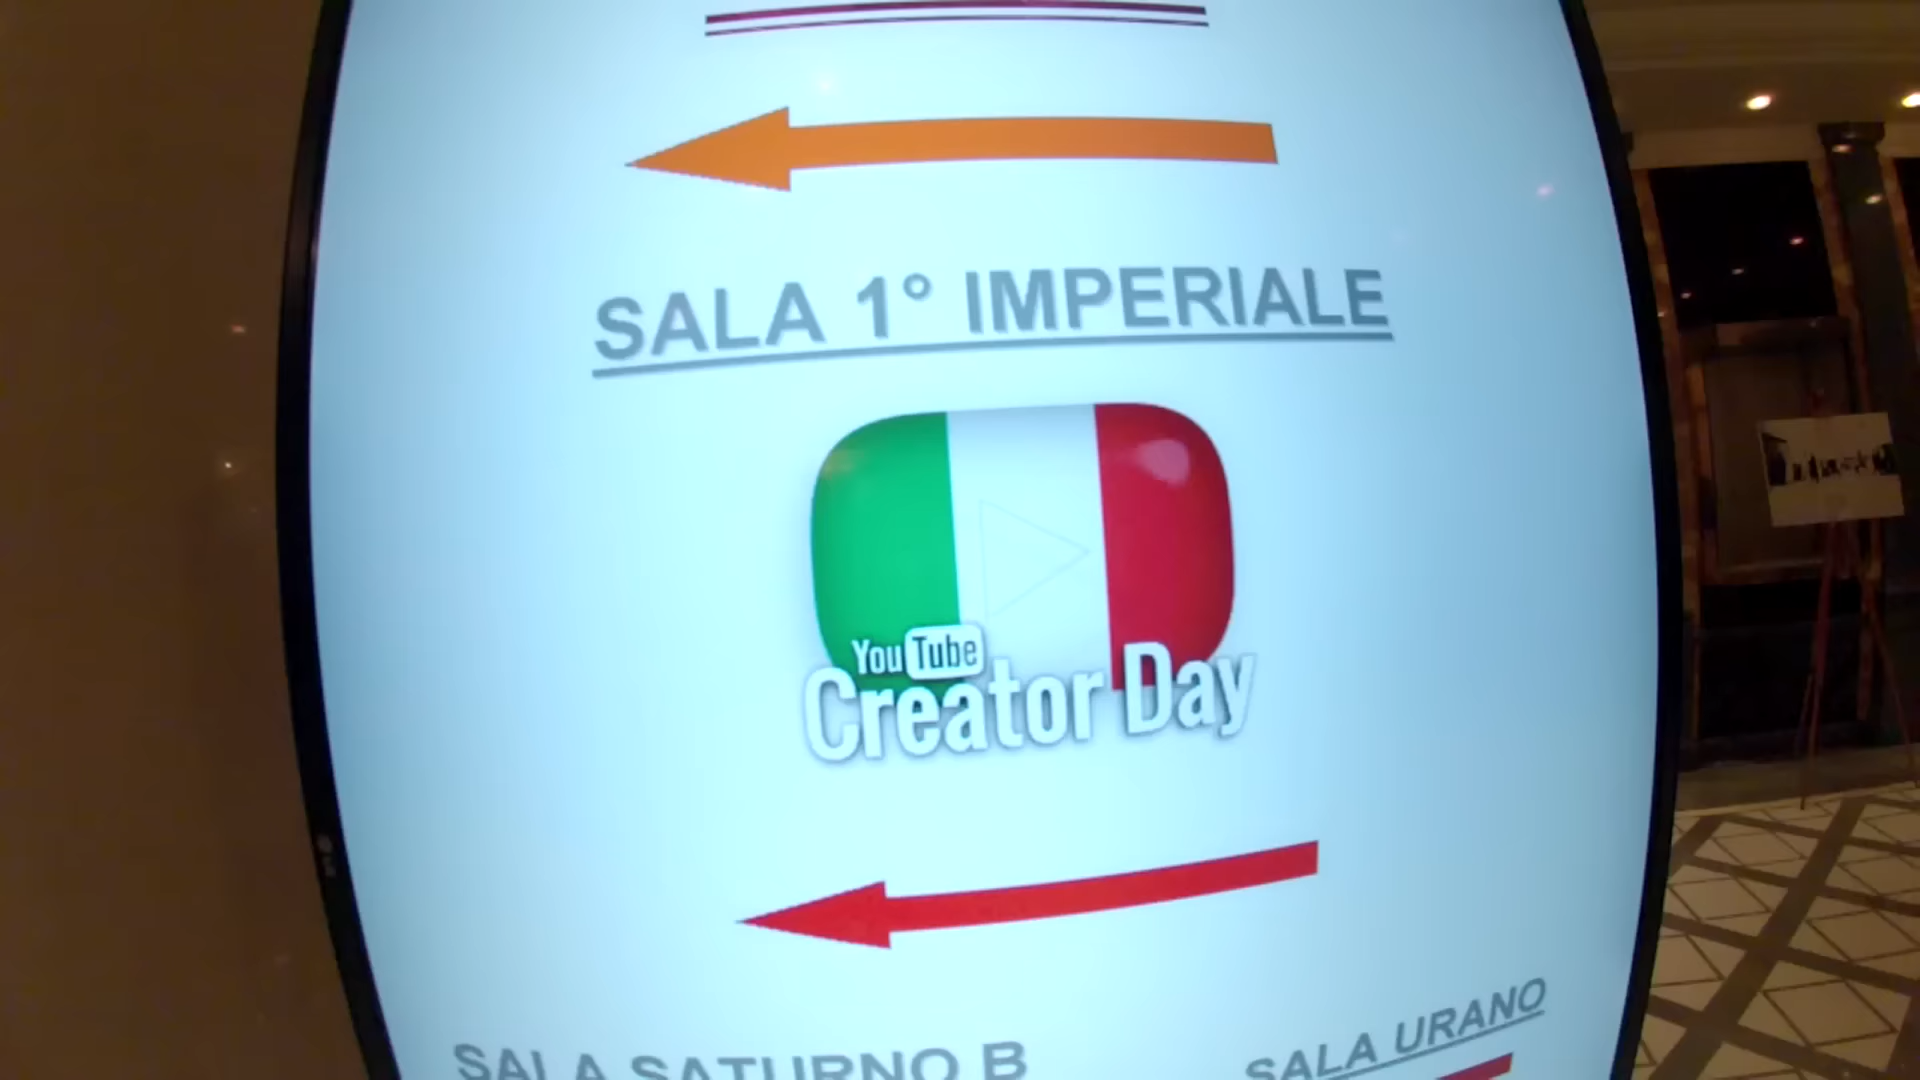 SALA 1° IMPERIALE
YouTube
Creator Day
SALA SATURNO B
SALA URANO